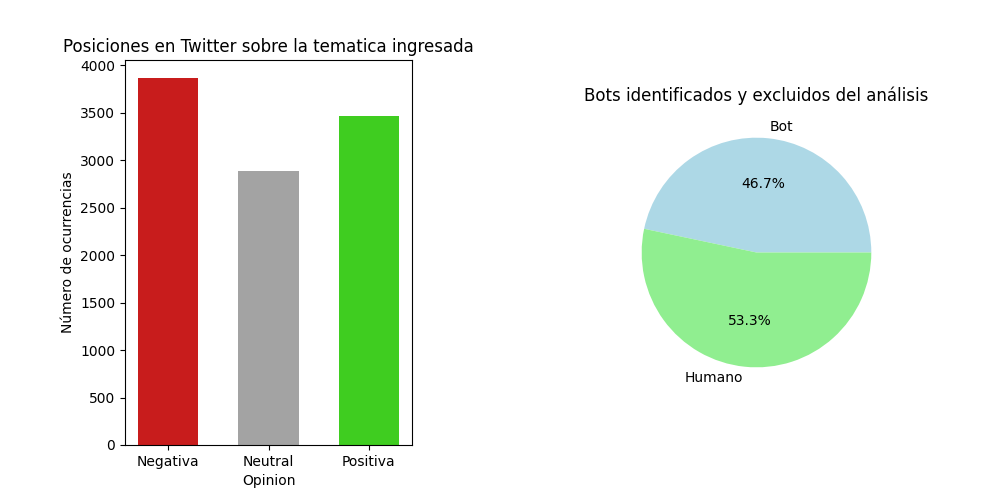 Posiciones en Twitter sobre la tematica ingresada
4000
3500
3000
2500
2000
1500
1000
500
0
Número de ocurrencias
Negativa
Neutral
Positiva
Opinion
Bots identificados y excluidos del análisis
Bot
46.7%
53.3%
Humano